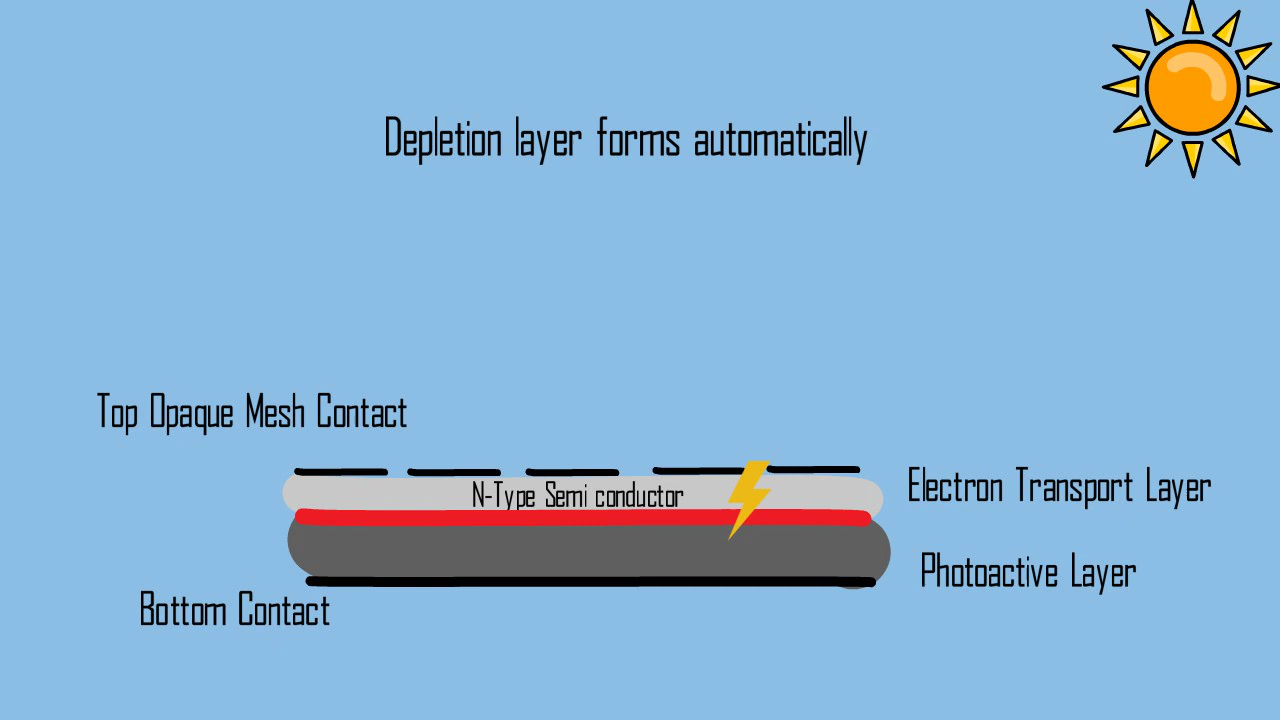 Depletion layer forms automatically
Top Opaque Mesh Contact
N-Type Semi conductor
Electron Transport Layer
Photoactive Layer
Bottom Contact